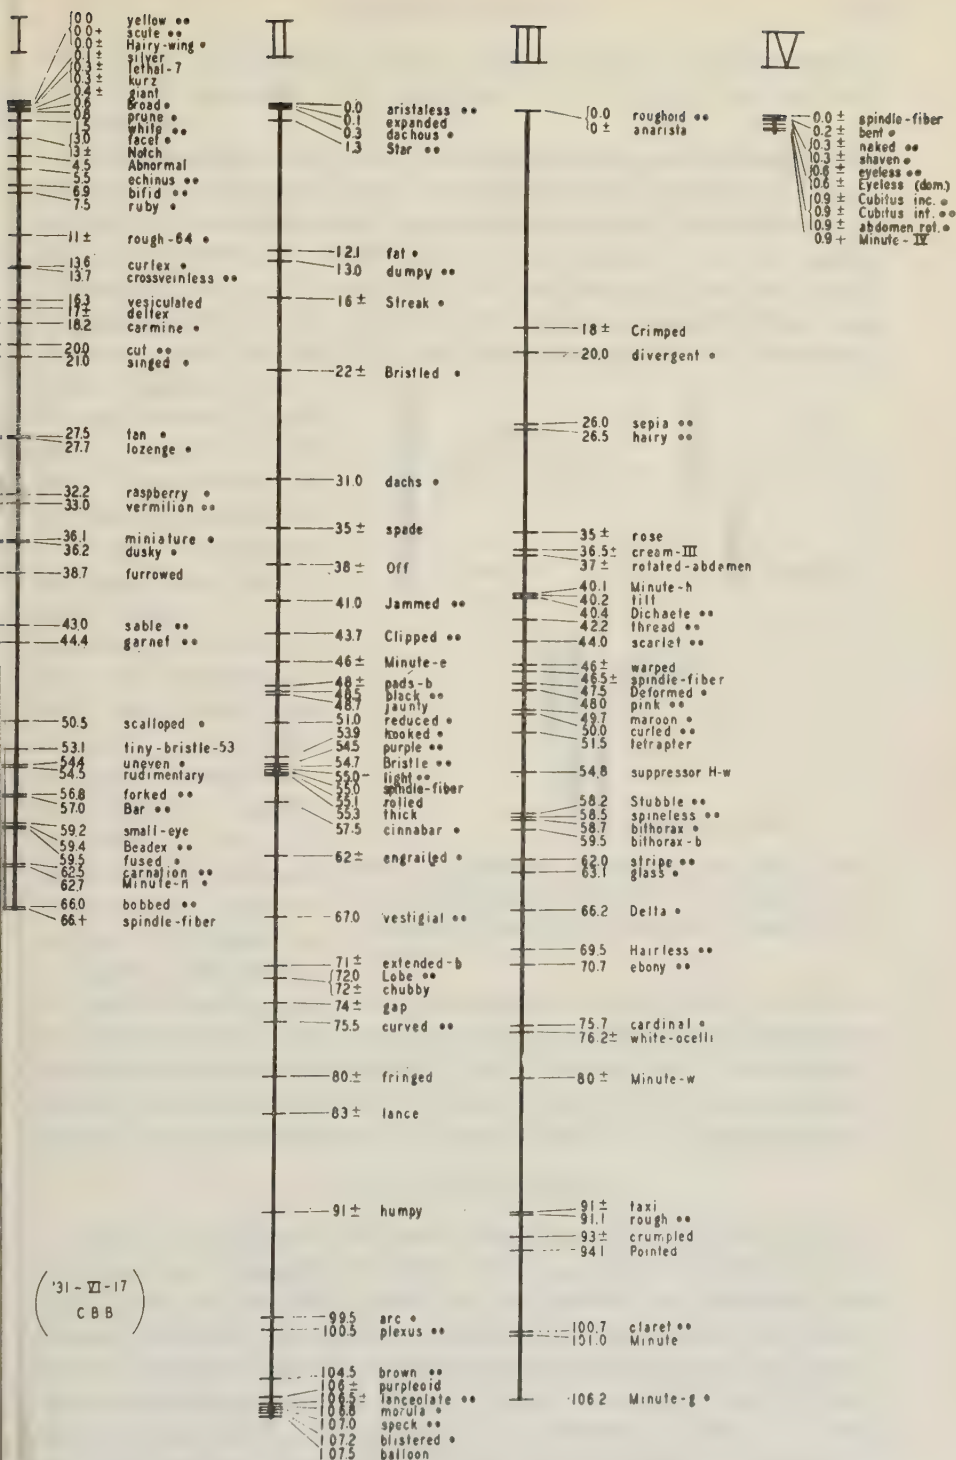 I
0.0 yellow ••
0.0+ scute ••
0.0± Hairy-wing •
0.1± silver
0.3± lethal-7
0.3± kurz
0.4± giant
0.6 broad •
0.8 prune •
1.5 white ••
3.0 facet •
3± Notch
4.5 Abnormal
5.5 echinus ••
6.9 bifid ••
7.5 ruby •
11± rough-64 •
13.6 curlex •
13.7 crossveinless ••
16.3 vesiculated
17± deltex
18.2 carmine •
20.0 cut ••
21.0 singed •
27.5 tan •
27.7 lozenge •
32.2 raspberry •
33.0 vermilion ••
36.1 miniature •
36.2 dusky •
38.7 furrowed
43.0 sable ••
44.4 garnet ••
50.5 scalloped •
53.1 tiny-bristle-53
54.4 uneven •
54.5 rudimentary
56.8 forked ••
57.0 Bar ••
59.2 small-eye
59.4 Beadex ••
59.5 fused •
62.5 carnation ••
62.7 Minute-n •
66.0 bobbed ••
66.+ spindle-fiber
('31-VI-17
CBB)
II
0.0 aristaless ••
0.1 expanded
0.3 dachous •
1.3 Star ••
12.1 fat •
13.0 dumpy ••
16± Streak •
22± Bristled •
31.0 dachs •
35± spade
38± Off
41.0 Jammed ••
43.7 Clipped ••
46± Minute-e
48± pads-b
48.5 black ••
48.7 jaunty
51.0 reduced •
53.9 hooked •
54.5 purple ••
54.7 Bristle ••
55.0- light ••
55.0 spindle-fiber
55.1 rolled
55.3 thick
57.5 cinnabar •
62± engrailed •
67.0 vestigial ••
71± extended-b
72.0 Lobe ••
72± chubby
74± gap
75.5 curved ••
80± fringed
83± lance
91± humpy
99.5 arc •
100.5 plexus ••
104.5 brown ••
106± purpleoid
106.5± lanceolate ••
106.8 morula •
107.0 speck ••
107.2 blistered •
107.5 balloon
III
0.0 roughoid ••
0± anarista
18± Crimped
20.0 divergent •
26.0 sepia ••
26.5 hairy ••
35± rose
36.5± cream-III
37± rotated-abdomen
40.1 Minute-h
40.2 tilt
40.4 Dichaete ••
42.2 thread ••
44.0 scarlet ••
46± warped
46.5± spindle-fiber
47.5 Deformed •
48.0 pink ••
49.7 maroon •
50.0 curled ••
51.5 tetrapter
54.8 suppressor H-w
58.2 Stubble ••
58.5 spineless ••
58.7 bithorax •
59.5 bithorax-b
62.0 stripe ••
63.1 glass •
66.2 Delta •
69.5 Hairless ••
70.7 ebony ••
75.7 cardinal •
76.2± white-ocelli
80± Minute-w
91± taxi
91.1 rough ••
93± crumpled
94.1 Pointed
100.7 claret ••
101.0 Minute
106.2 Minute-g •
IV
0.0± spindle-fiber
0.2± bent •
0.3 naked ••
0.3± shaven •
0.6± eyeless ••
0.6± Eyeless (dom.)
0.9± Cubitus inc. •
0.9± Cubitus int. ••
0.9± abdomen rot. •
0.9+ Minute-IV